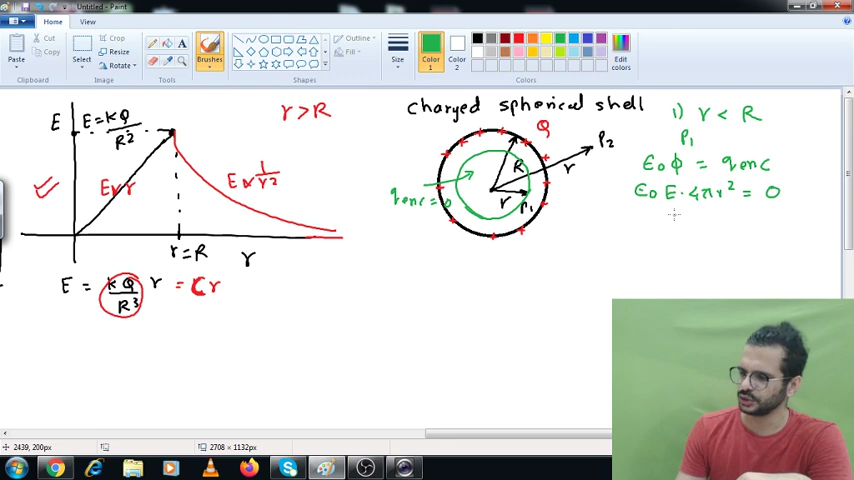 Untitled - Paint
Home
View
Paste
Cut
Copy
Clipboard
Select
Crop
Resize
Rotate
Image
Tools
Brushes
Shapes
Outline
Fill
Size
Color 1
Color 2
Edit colors
Colors
E
E = kQ/R²
r > R
E ∝ r
E ∝ 1/r²
r = R
r
E = kQ/R³ r = Cr
charged spherical shell
Q
R
r
P1
r
P2
qenc = 0
1) r < R
P1
ε0 ϕ = qenc
ε0 E · 4πr² = 0
2439, 200px
2708 × 1132px